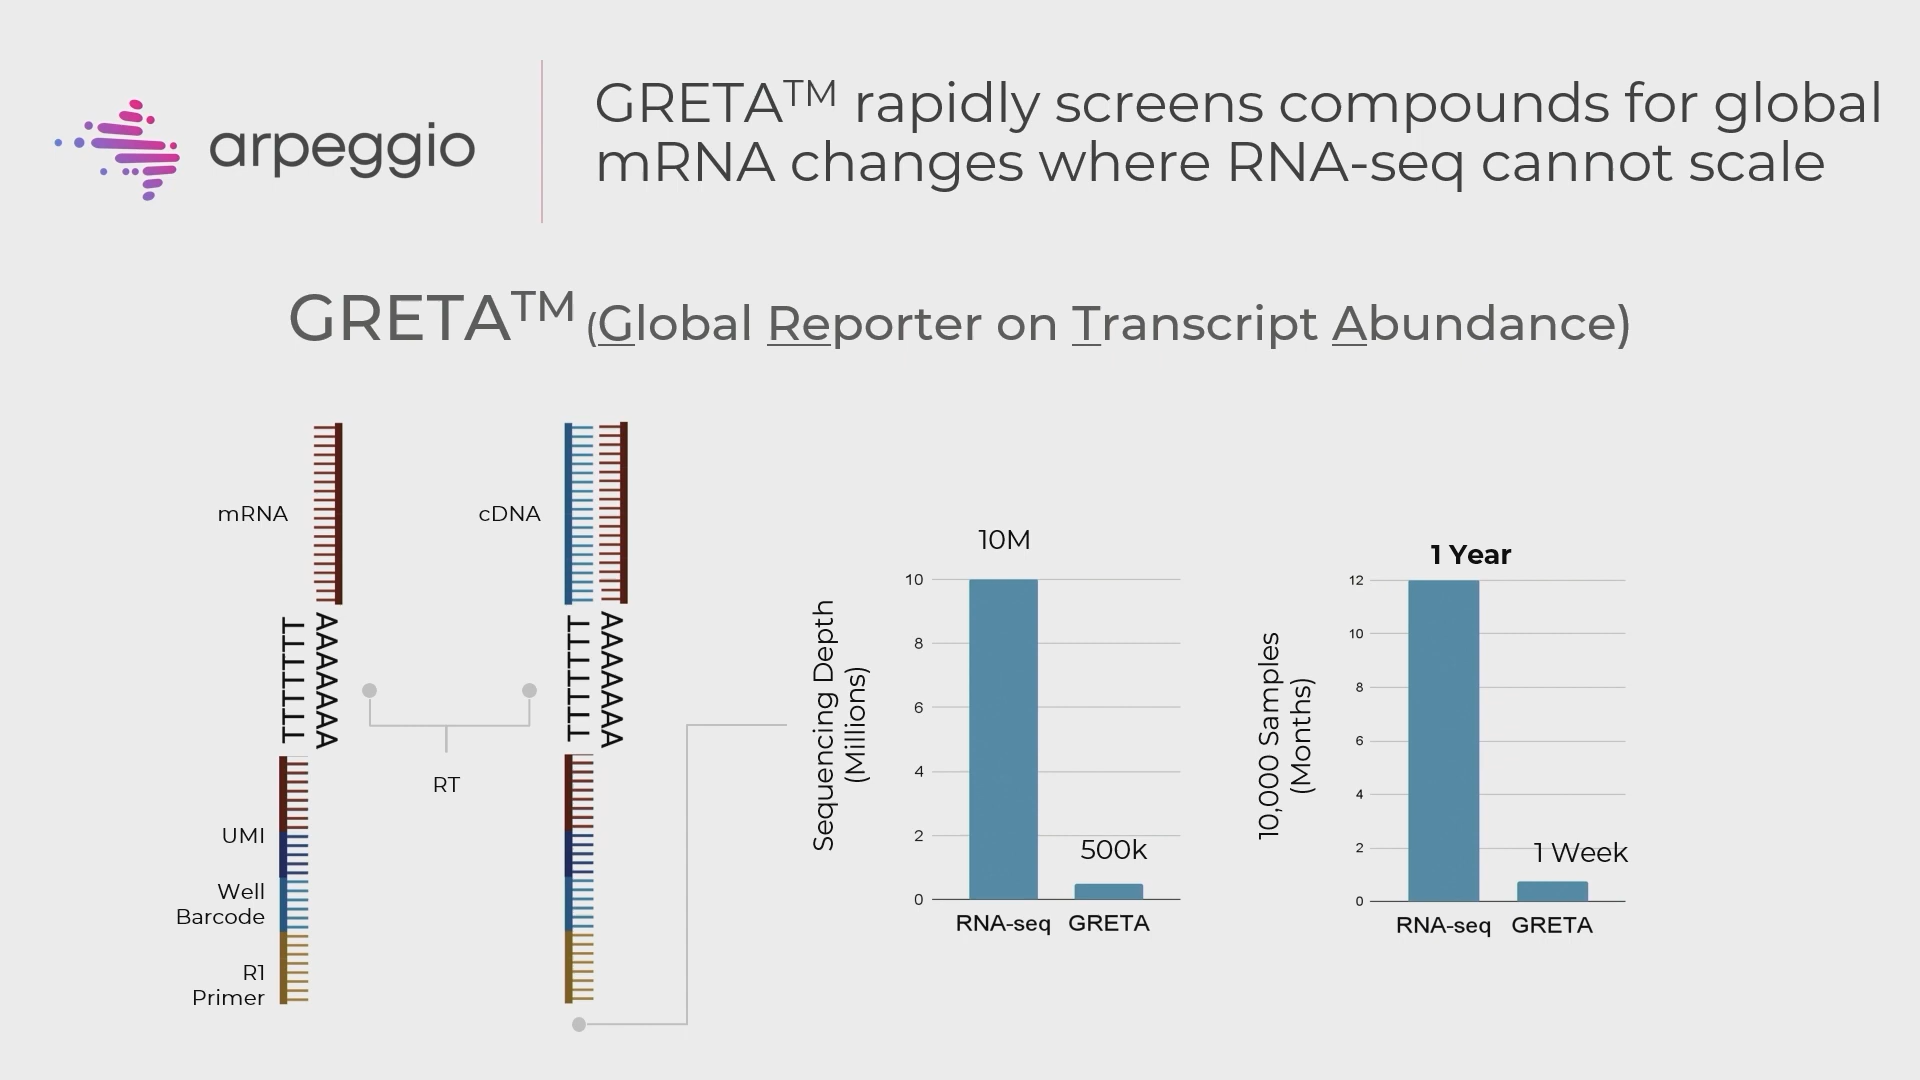 arpeggio
GRETA™ rapidly screens compounds for global
mRNA changes where RNA-seq cannot scale
GRETA™ (Global Reporter on Transcript Abundance)
mRNA
TTTTTTT
AAAAAAA
UMI
Well
Barcode
R1
Primer
RT
cDNA
TTTTTTT
AAAAAAA
Sequencing Depth
(Millions)
10M
10
8
6
4
2
0
500k
RNA-seq GRETA
10,000 Samples
(Months)
1 Year
12
10
8
6
4
2
0
1 Week
RNA-seq GRETA